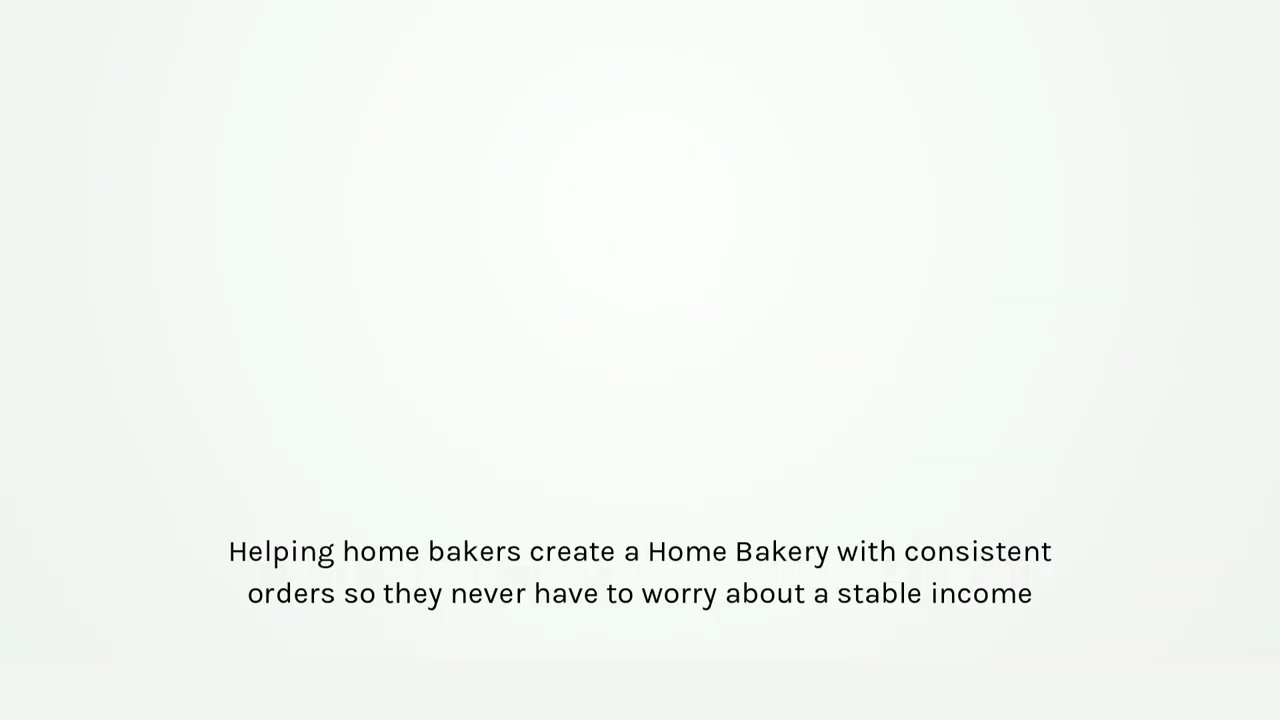 Helping home bakers create a Home Bakery with consistent
orders so they never have to worry about a stable income